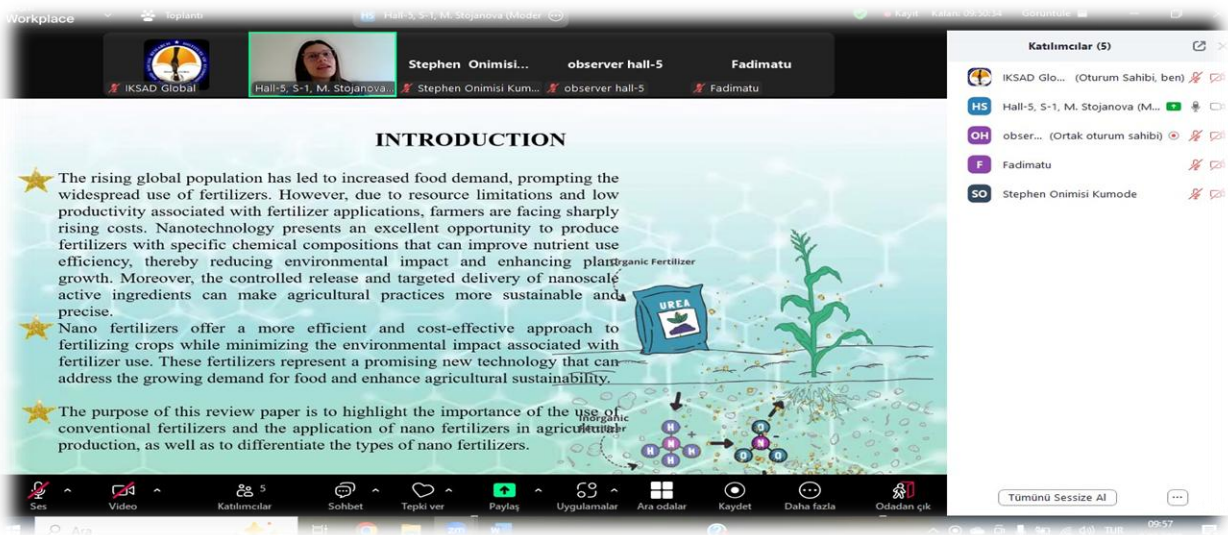 Workplace
Toplantı
HS Hall-5, S-1, M. Stojanova (Moder
Kayıt Kalan: 09:30:34 Görüntüle
Stephen Onimisi...
observer hall-5
Fadimatu
IKSAD Global
Hall-5, S-1, M. Stojanova...
Stephen Onimisi Kum...
observer hall-5
Fadimatu
Katılımcılar (5)
IKSAD Glo... (Oturum Sahibi, ben)
HS Hall-5, S-1, M. Stojanova (M...
OH obser... (Ortak oturum sahibi)
F Fadimatu
SO Stephen Onimisi Kumode
INTRODUCTION
The rising global population has led to increased food demand, prompting the
widespread use of fertilizers. However, due to resource limitations and low
productivity associated with fertilizer applications, farmers are facing sharply
rising costs. Nanotechnology presents an excellent opportunity to produce
fertilizers with specific chemical compositions that can improve nutrient use
efficiency, thereby reducing environmental impact and enhancing plant
growth. Moreover, the controlled release and targeted delivery of nanoscale
active ingredients can make agricultural practices more sustainable and
precise.
Nano fertilizers offer a more efficient and cost-effective approach to
fertilizing crops while minimizing the environmental impact associated with
fertilizer use. These fertilizers represent a promising new technology that can
address the growing demand for food and enhance agricultural sustainability.
The purpose of this review paper is to highlight the importance of the use of
conventional fertilizers and the application of nano fertilizers in agricultural
production, as well as to differentiate the types of nano fertilizers.
Organic Fertilizer
UREA
Inorganic
Fertilizer
H
H N H
H
+
O
N
O O
-
Ses
Video
Katılımcılar 5
Sohbet
Tepki ver
Paylaş
Uygulamalar
Ara odalar
Kaydet
Daha fazla
Odadan çık
Tümünü Sessize Al
Ara
TUR
09:57